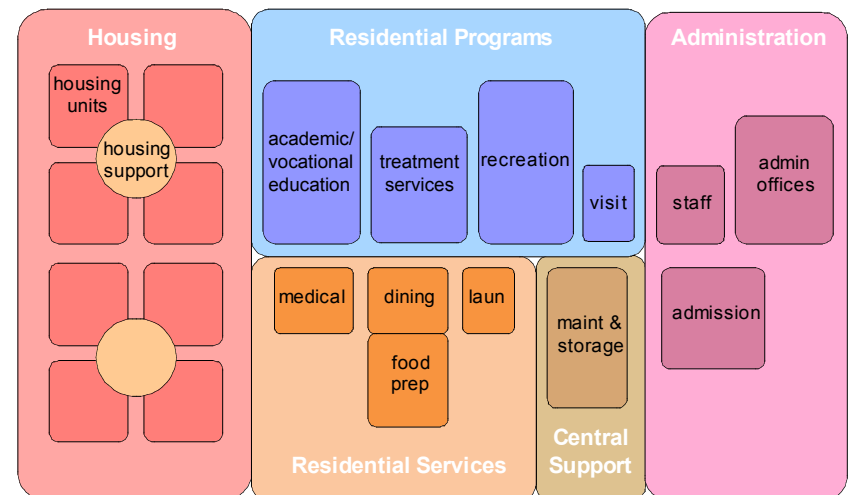 Housing
housing
units
housing
support
Residential Programs
academic/
vocational
education
treatment
services
recreation
visit
Administration
staff
admin
offices
admission
medical
dining
laun
food
prep
Residential Services
maint &
storage
Central
Support